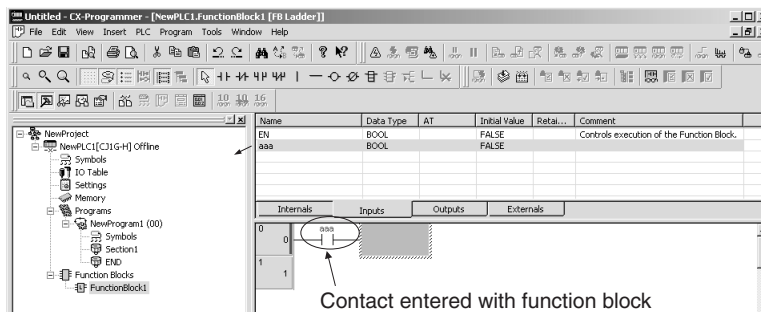 Untitled - CX-Programmer - [NewPLC1.FunctionBlock1 [FB Ladder]]
File Edit View Insert PLC Program Tools Window Help
10 10 16
Name Data Type AT Initial Value Retai... Comment
EN BOOL FALSE Controls execution of the Function Block.
aaa BOOL FALSE
Internals Inputs Outputs Externals
NewProject
NewPLC1[CJ1G-H] Offline
Symbols
IO Table
Settings
Memory
Programs
NewProgram1 (00)
Symbols
Section1
END
Function Blocks
FunctionBlock1
0
0
aaa
1
1
Contact entered with function block